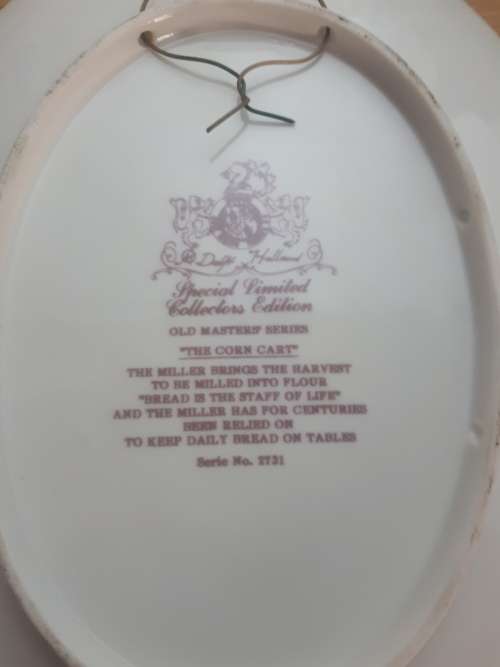 Delft Holland
Special Limited
Collectors Edition
OLD MASTERS' SERIES
"THE CORN CART"
THE MILLER BRINGS THE HARVEST
TO BE MILLED INTO FLOUR
"BREAD IS THE STAFF OF LIFE"
AND THE MILLER HAS FOR CENTURIES
BEEN RELIED ON
TO KEEP DAILY BREAD ON TABLES
Serie No. 2731